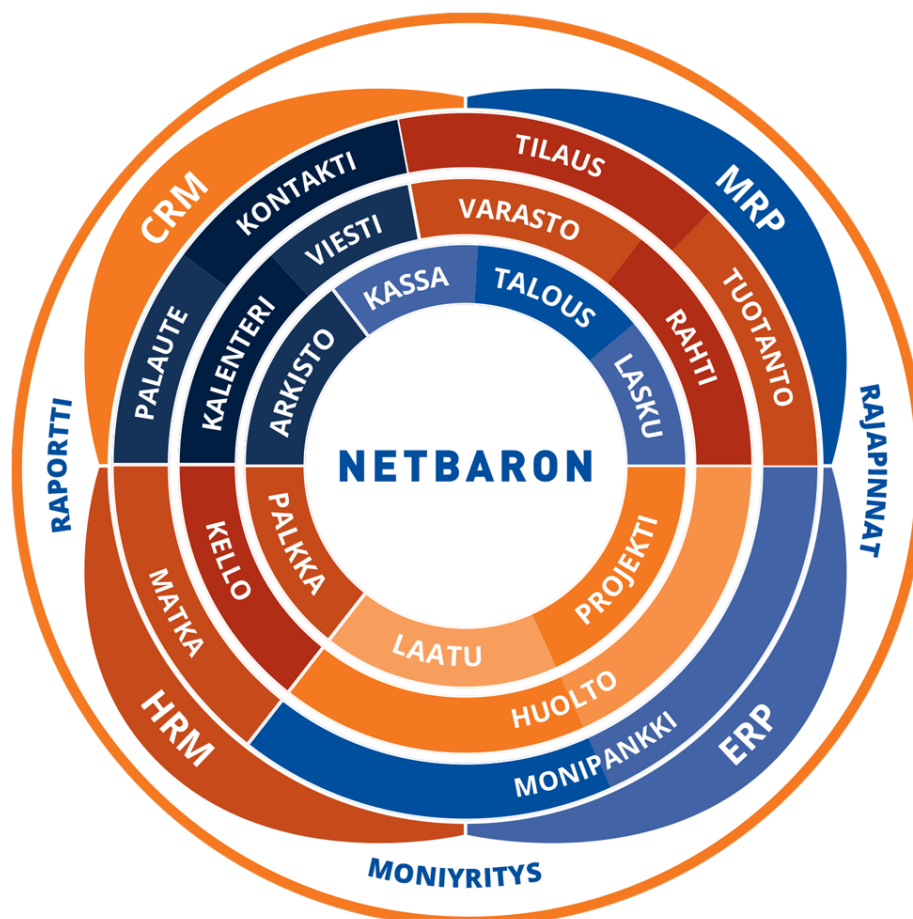 CRM
MRP
KONTAKTI
TILAUS
VIESTI
VARASTO
KASSA
TALOUS
PALAUTE
KALENTERI
ARKISTO
LASKU
RAHTI
TUOTANTO
RAPORTTI
RAJAPINNAT
NETBARON
PALKKA
KELLO
MATKA
PROJEKTI
LAATU
HUOLTO
HRM
ERP
MONIPANKKI
MONIYRITYS